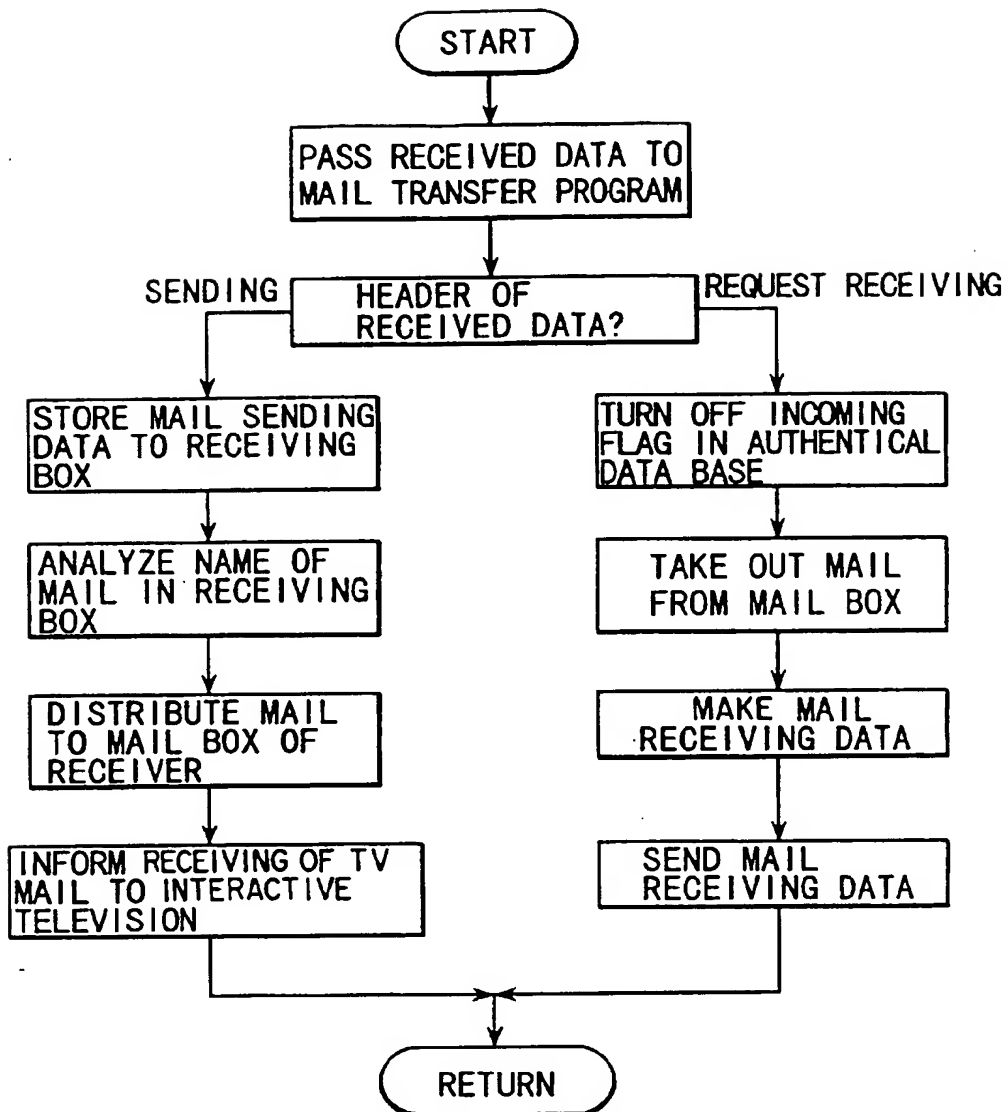 START
PASS RECEIVED DATA TO
MAIL TRANSFER PROGRAM
SENDING
HEADER OF
RECEIVED DATA?
REQUEST RECEIVING
STORE MAIL SENDING
DATA TO RECEIVING
BOX
ANALYZE NAME OF
MAIL IN RECEIVING
BOX
DISTRIBUTE MAIL
TO MAIL BOX OF
RECEIVER
INFORM RECEIVING OF TV
MAIL TO INTERACTIVE
TELEVISION
TURN OFF INCOMING
FLAG IN AUTHENTICAL
DATA BASE
TAKE OUT MAIL
FROM MAIL BOX
MAKE MAIL
RECEIVING DATA
SEND MAIL
RECEIVING DATA
RETURN